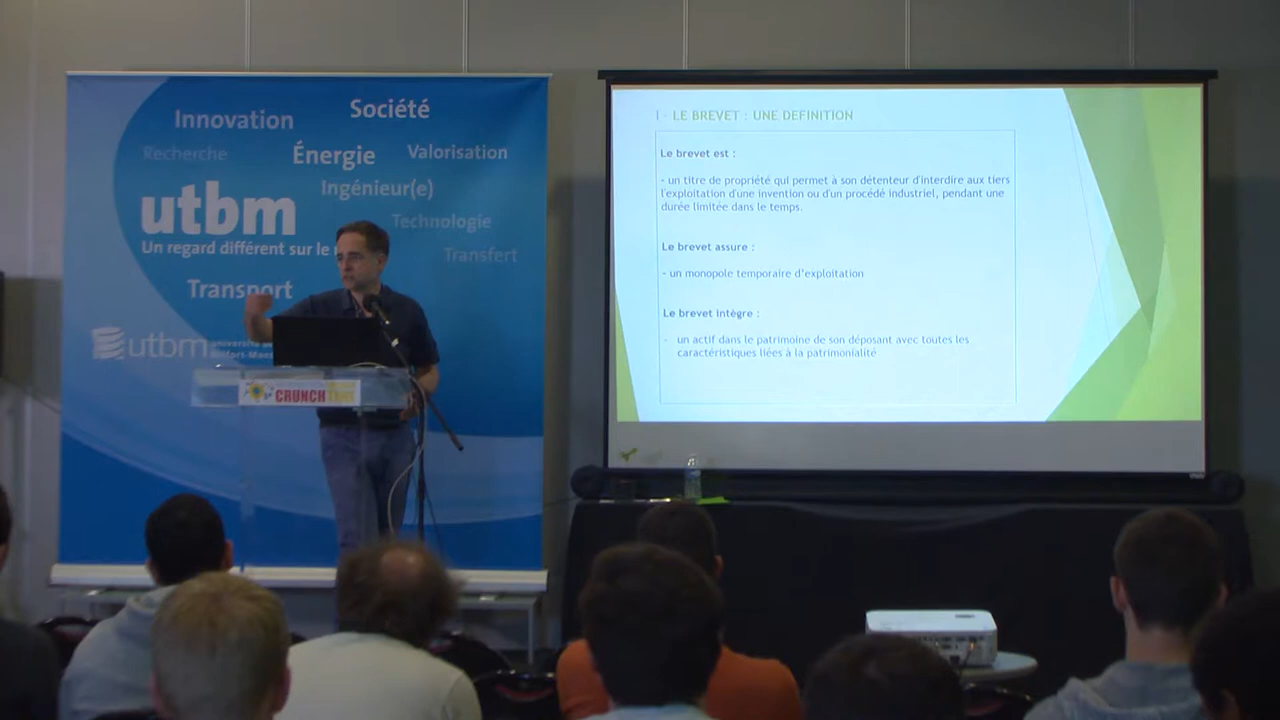 Innovation
Société
Recherche
Énergie
Valorisation
Ingénieur(e)
utbm
Technologie
Un regard différent sur le
Transfert
Transport
utbm
CRUNCH
I - LE BREVET : UNE DEFINITION
Le brevet est :
- un titre de propriété qui permet à son détenteur d'interdire aux tiers
l'exploitation d'une invention ou d'un procédé industriel, pendant une
durée limitée dans le temps.
Le brevet assure :
- un monopole temporaire d'exploitation
Le brevet intègre :
- un actif dans le patrimoine de son déposant avec toutes les
caractéristiques liées à la patrimonialité